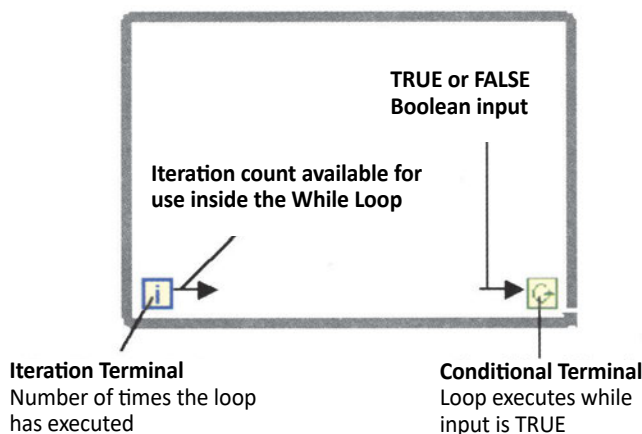 TRUE or FALSE
Boolean input
Iteration count available for
use inside the While Loop
i
Iteration Terminal
Number of times the loop
has executed
Conditional Terminal
Loop executes while
input is TRUE